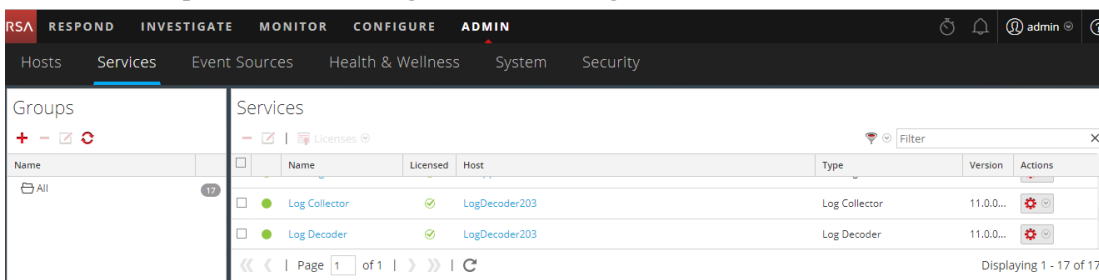 RSA RESPOND INVESTIGATE MONITOR CONFIGURE ADMIN admin
Hosts Services Event Sources Health & Wellness System Security
Groups
Name
All 17
Services
Licenses
Filter
Name Licensed Host Type Version Actions
Log Collector LogDecoder203 Log Collector 11.0.0...
Log Decoder LogDecoder203 Log Decoder 11.0.0...
Page 1 of 1 Displaying 1 - 17 of 17